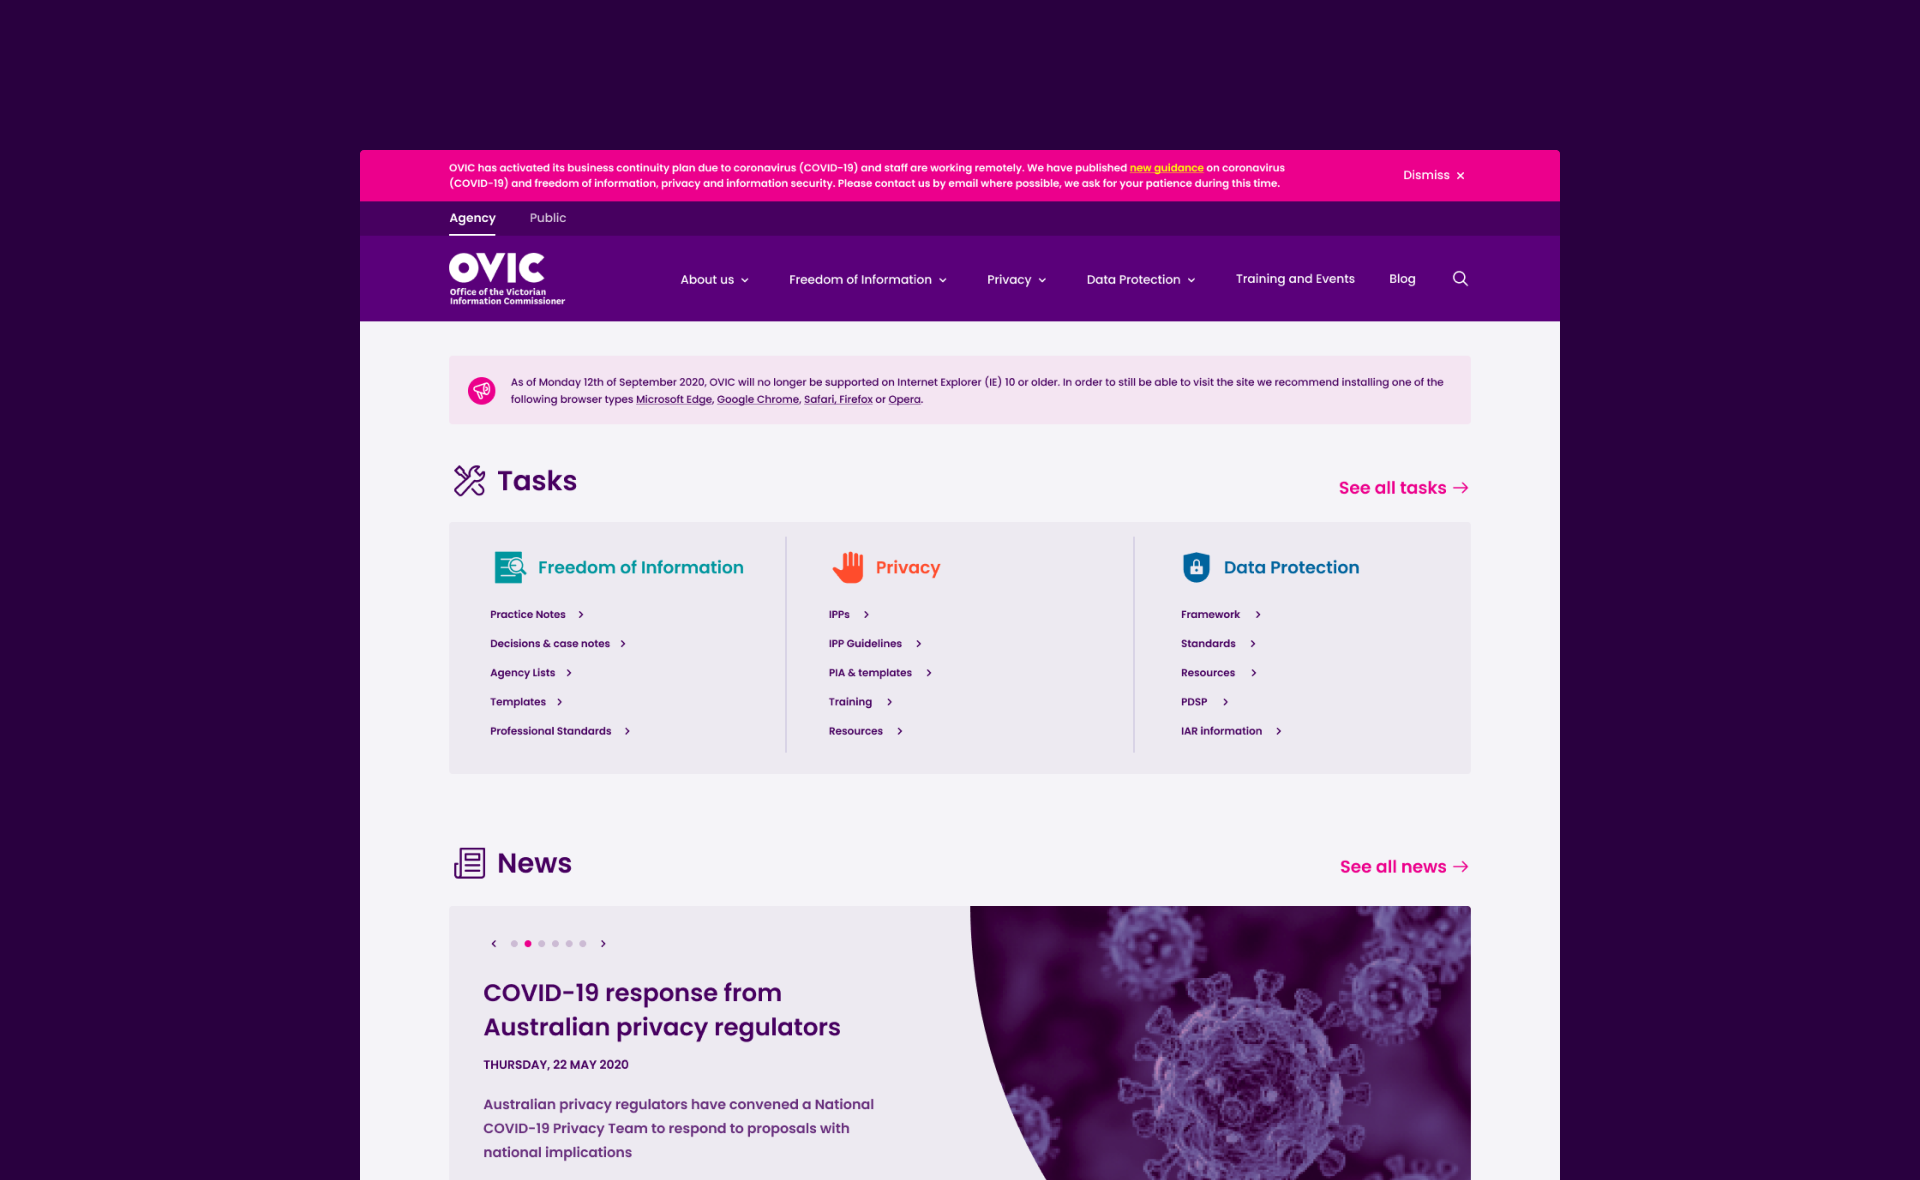 OVIC has activated its business continuity plan due to coronavirus (COVID-19) and staff are working remotely. We have published new guidance on coronavirus
(COVID-19) and freedom of information, privacy and information security. Please contact us by email where possible, we ask for your patience during this time.
Dismiss ×
Agency
Public
OVIC
Office of the Victorian
Information Commissioner
About us
Freedom of Information
Privacy
Data Protection
Training and Events
Blog
As of Monday 12th of September 2020, OVIC will no longer be supported on Internet Explorer (IE) 10 or older. In order to still be able to visit the site we recommend installing one of the
following browser types Microsoft Edge, Google Chrome, Safari, Firefox or Opera.
Tasks
See all tasks →
Freedom of Information
Practice Notes
Decisions & case notes
Agency Lists
Templates
Professional Standards
Privacy
IPPs
IPP Guidelines
PIA & templates
Training
Resources
Data Protection
Framework
Standards
Resources
PDSP
IAR information
News
See all news →
COVID-19 response from
Australian privacy regulators
THURSDAY, 22 MAY 2020
Australian privacy regulators have convened a National
COVID-19 Privacy Team to respond to proposals with
national implications